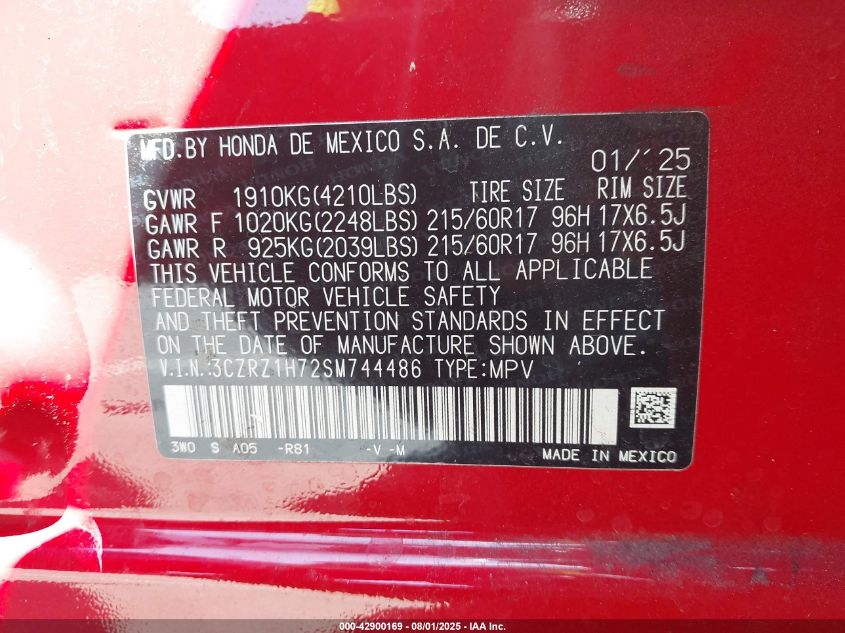 MFD.BY HONDA DE MEXICO S.A. DE C.V.
01/'25
GVWR 1910KG(4210LBS) TIRE SIZE RIM SIZE
GAWR F 1020KG(2248LBS) 215/60R17 96H 17X6.5J
GAWR R 925KG(2039LBS) 215/60R17 96H 17X6.5J
THIS VEHICLE CONFORMS TO ALL APPLICABLE
FEDERAL MOTOR VEHICLE SAFETY
AND THEFT PREVENTION STANDARDS IN EFFECT
ON THE DATE OF MANUFACTURE SHOWN ABOVE.
V.I.N.:3CZRZ1H72SM744486 TYPE:MPV
3W0 S A05 -R81 -V -M
MADE IN MEXICO
000-42900169 - 08/01/2025 - IAA Inc.